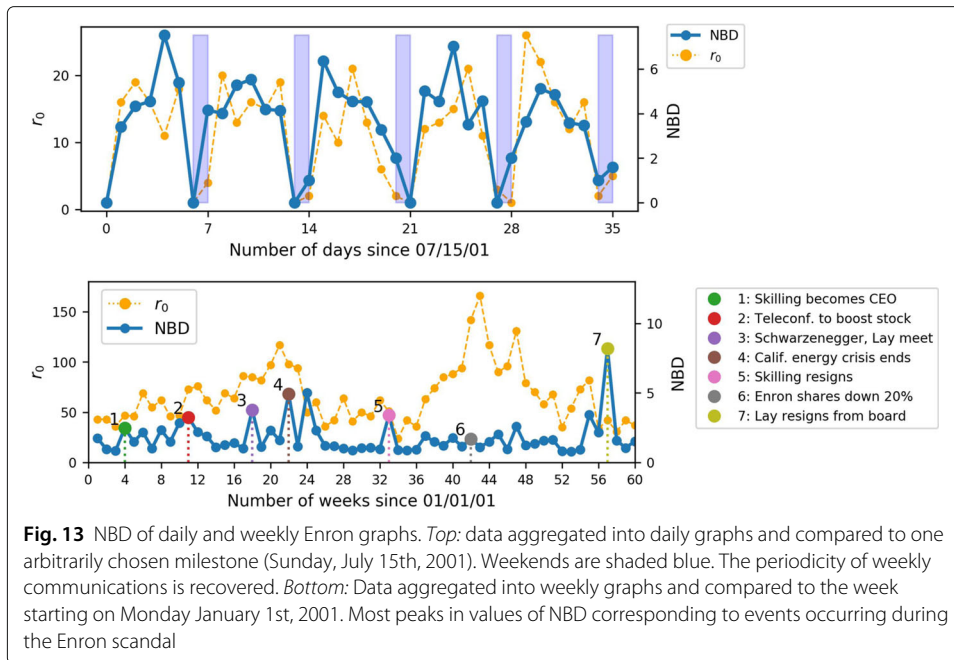 NBD
r0
20
10
0
r0
6
4
2
0
NBD
0 7 14 21 28 35
Number of days since 07/15/01
r0
NBD
150
100
50
0
r0
10
5
0
NBD
1 2 3 4 5 6 7
0 4 8 12 16 20 24 28 32 36 40 44 48 52 56 60
Number of weeks since 01/01/01
1: Skilling becomes CEO
2: Teleconf. to boost stock
3: Schwarzenegger, Lay meet
4: Calif. energy crisis ends
5: Skilling resigns
6: Enron shares down 20%
7: Lay resigns from board
Fig. 13 NBD of daily and weekly Enron graphs. Top: data aggregated into daily graphs and compared to one
arbitrarily chosen milestone (Sunday, July 15th, 2001). Weekends are shaded blue. The periodicity of weekly
communications is recovered. Bottom: Data aggregated into weekly graphs and compared to the week
starting on Monday January 1st, 2001. Most peaks in values of NBD corresponding to events occurring during
the Enron scandal